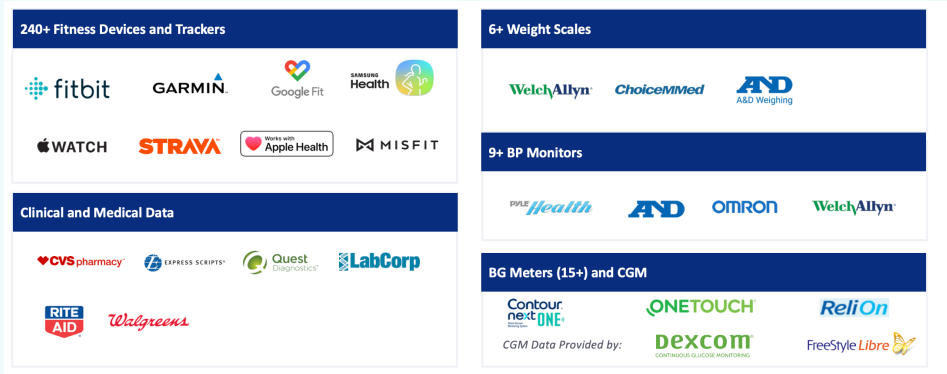 240+ Fitness Devices and Trackers
fitbit
GARMIN
Google Fit
SAMSUNG
Health
WATCH
STRAVA
Works with
Apple Health
MISFIT
Clinical and Medical Data
CVS pharmacy
EXPRESS SCRIPTS®
Quest
Diagnostics
LabCorp
RITE
AID
Walgreens
6+ Weight Scales
WelchAllyn®
ChoiceMMed
AND
A&D Weighing
9+ BP Monitors
PYLE Health
AND
OMRON
WelchAllyn®
BG Meters (15+) and CGM
Contour
next ONE
ONETOUCH®
ReliOn
CGM Data Provided by:
Dexcom
CONTINUOUS GLUCOSE MONITORING
FreeStyle Libre